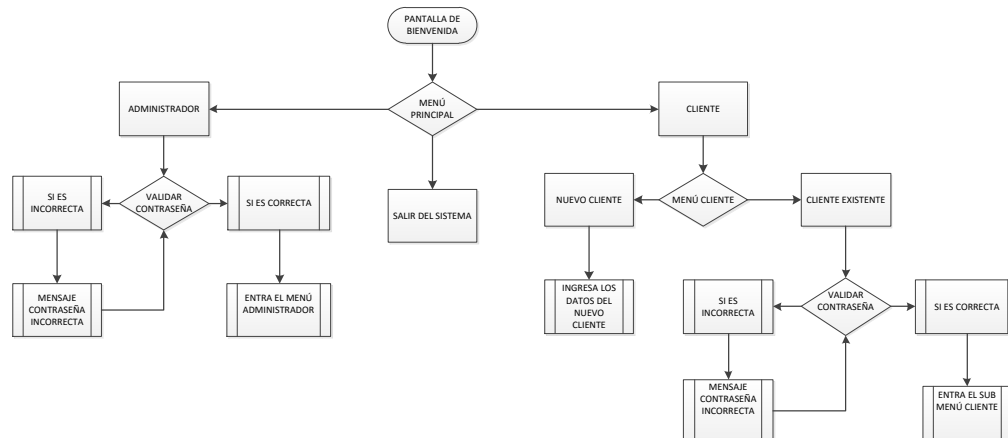 PANTALLA DE
BIENVENIDA
ADMINISTRADOR
MENÚ
PRINCIPAL
CLIENTE
SI ES
INCORRECTA
VALIDAR
CONTRASEÑA
SI ES CORRECTA
SALIR DEL SISTEMA
NUEVO CLIENTE
MENÚ CLIENTE
CLIENTE EXISTENTE
MENSAJE
CONTRASEÑA
INCORRECTA
ENTRA EL MENÚ
ADMINISTRADOR
INGRESA LOS
DATOS DEL
NUEVO
CLIENTE
SI ES
INCORRECTA
VALIDAR
CONTRASEÑA
SI ES CORRECTA
MENSAJE
CONTRASEÑA
INCORRECTA
ENTRA EL SUB
MENÚ CLIENTE